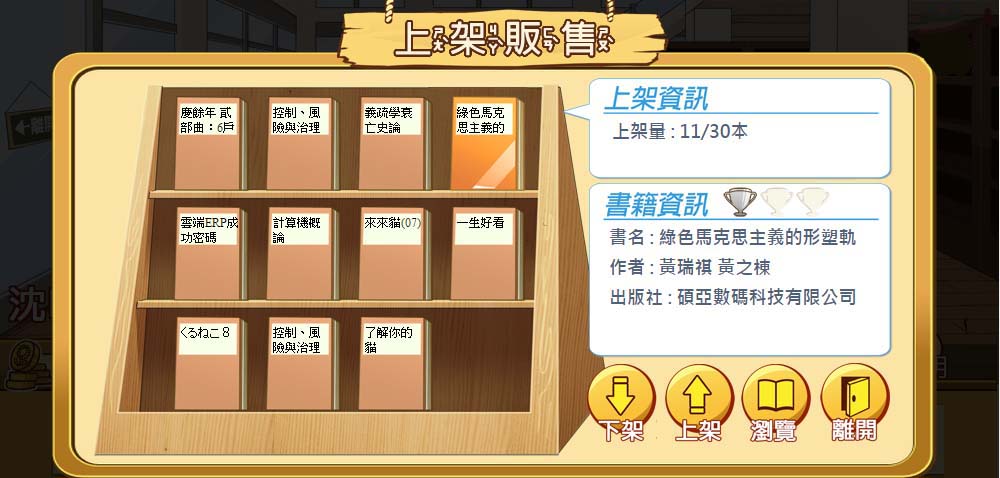 上架販售
上架資訊
上架量 : 11/30本
書籍資訊
書名 : 綠色馬克思主義的形塑軌
作者 : 黃瑞祺 黃之棟
出版社 : 碩亞數碼科技有限公司
慶餘年 貳
部曲：6戶
控制、風
險與治理
義疏學衰
亡史論
綠色馬克
思主義的
雲端ERP成
功密碼
計算機概
論
來來貓(07)
一生好看
くるねこ８
控制、風
險與治理
了解你的
貓
下架
上架
瀏覽
離開
離開
沈